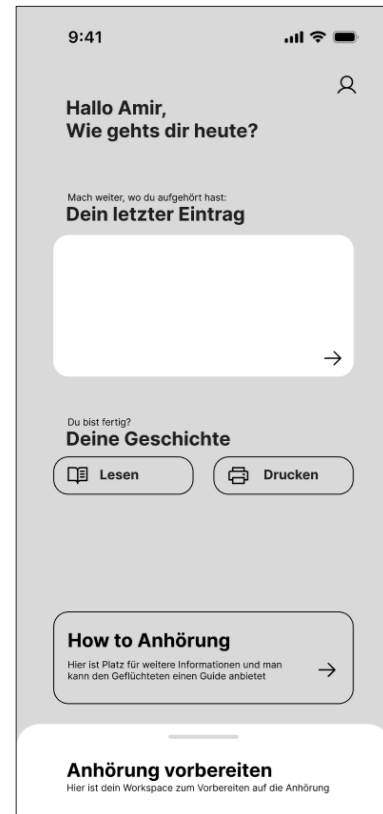 9:41
Hallo Amir,
Wie gehts dir heute?
Mach weiter, wo du aufgehört hast:
Dein letzter Eintrag
Du bist fertig?
Deine Geschichte
Lesen
Drucken
How to Anhörung
Hier ist Platz für weitere Informationen und man
kann den Geflüchteten einen Guide anbietet
Anhörung vorbereiten
Hier ist dein Workspace zum Vorbereiten auf die Anhörung